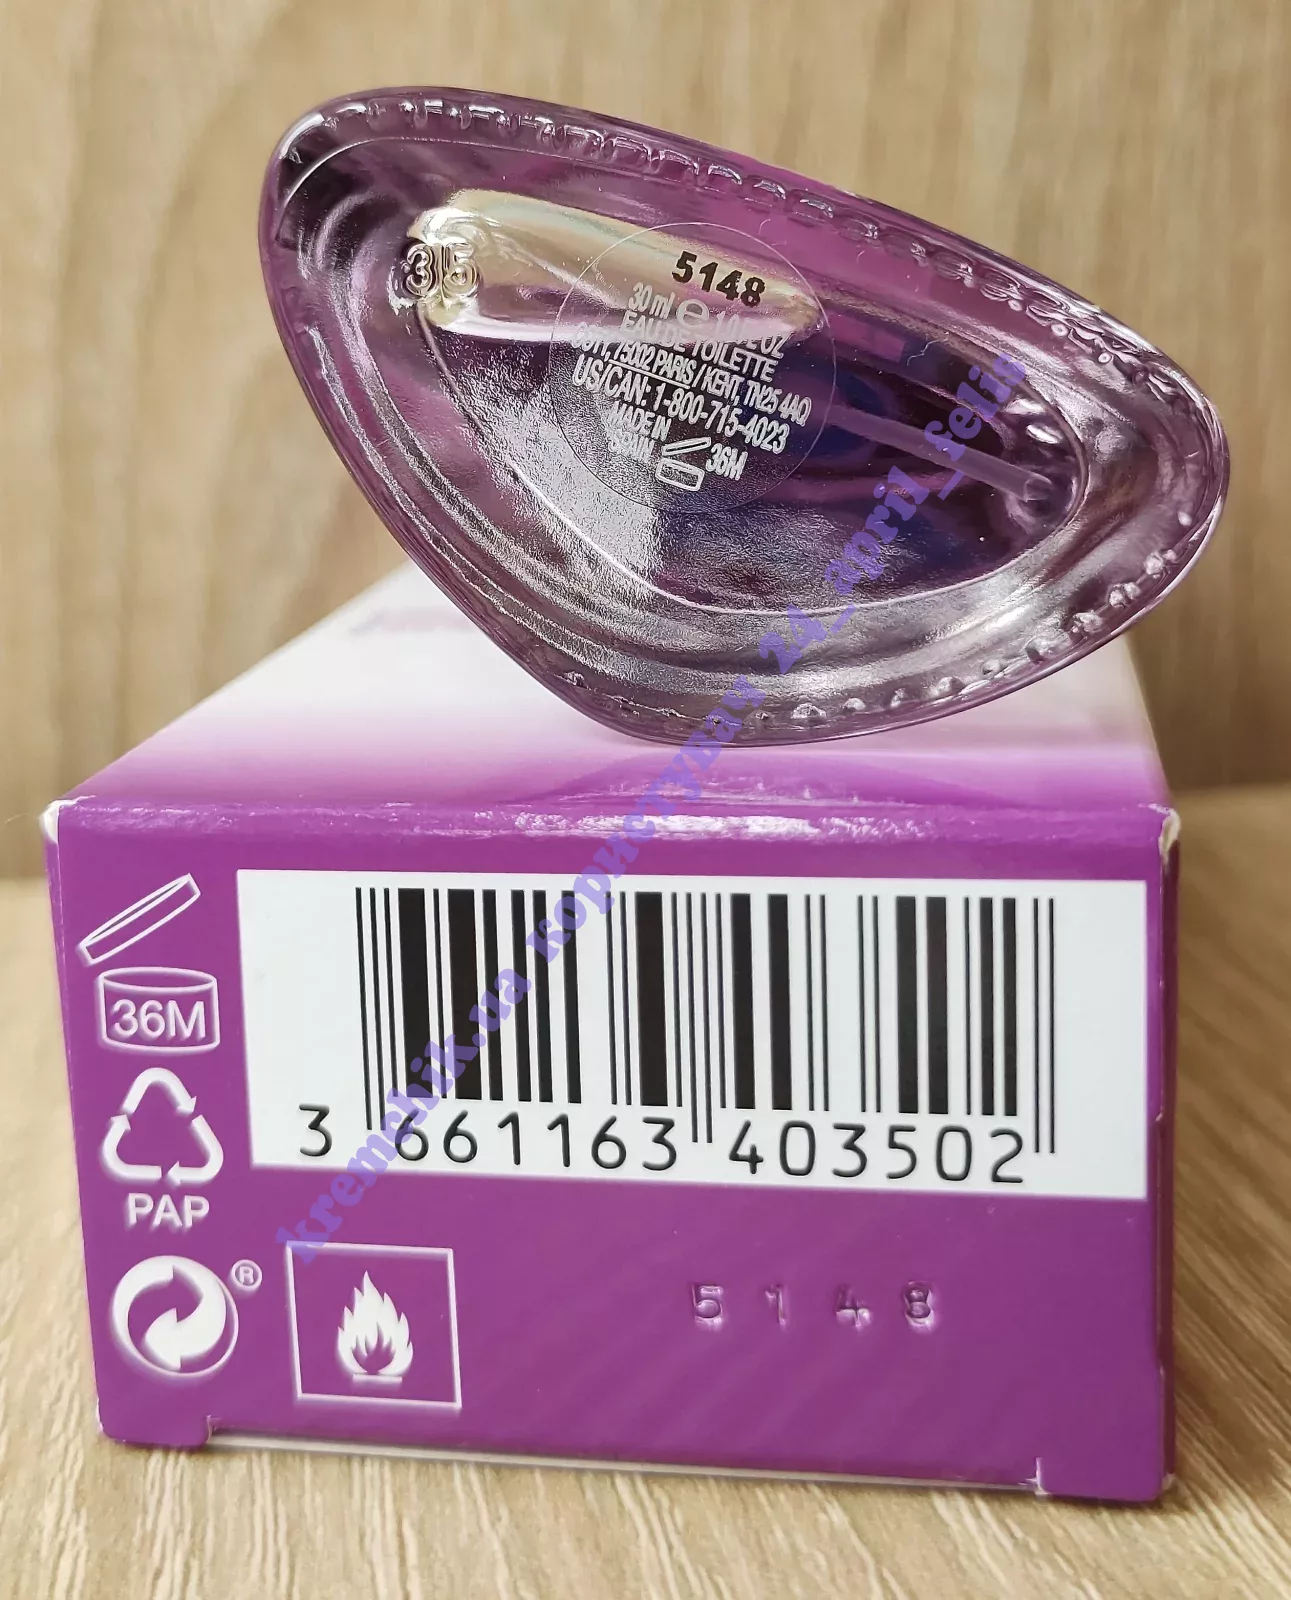 35
5148
30 ml ℮ 1.0 FL OZ
EAU DE TOILETTE
COTY, 75002 PARIS / KENT, TN25 4AQ
US/CAN: 1-800-715-4023
MADE IN
SPAIN
36M
36M
PAP
®
3 661163 403502
5148
kremchik.ua користувач 24_april_felis